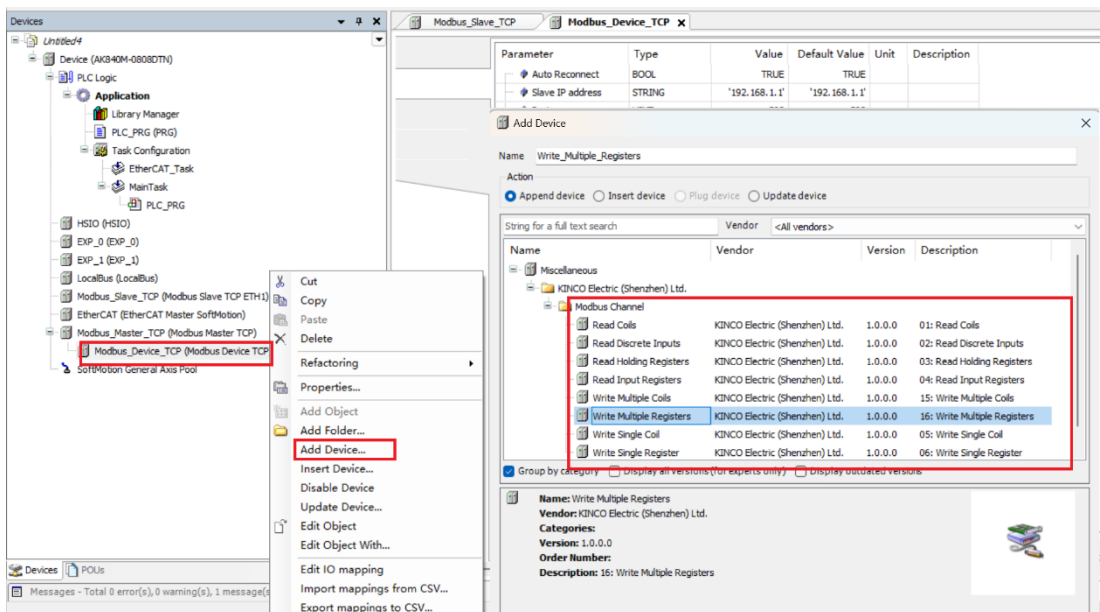 Devices
Untitled4
Device (AK840M-0808DTN)
PLC Logic
Application
Library Manager
PLC_PRG (PRG)
Task Configuration
EtherCAT_Task
MainTask
PLC_PRG
HSIO (HSIO)
EXP_0 (EXP_0)
EXP_1 (EXP_1)
LocalBus (LocalBus)
Modbus_Slave_TCP (Modbus Slave TCP ETH1)
EtherCAT (EtherCAT Master SoftMotion)
Modbus_Master_TCP (Modbus Master TCP)
Modbus_Device_TCP (Modbus Device TCP
SoftMotion General Axis Pool
Devices POUs
Messages - Total 0 error(s), 0 warning(s), 1 message(s
Cut
Copy
Paste
Delete
Refactoring
Properties...
Add Object
Add Folder...
Add Device...
Insert Device...
Disable Device
Update Device...
Edit Object
Edit Object With...
Edit IO mapping
Import mappings from CSV...
Export mappings to CSV...
Modbus_Slave_TCP Modbus_Device_TCP
Parameter Type Value Default Value Unit Description
Auto Reconnect BOOL TRUE TRUE
Slave IP address STRING '192.168.1.1' '192.168.1.1'
Add Device
Name Write_Multiple_Registers
Action
Append device Insert device Plug device Update device
String for a full text search Vendor <All vendors>
Name Vendor Version Description
Miscellaneous
KINCO Electric (Shenzhen) Ltd.
Modbus Channel
Read Coils KINCO Electric (Shenzhen) Ltd. 1.0.0.0 01: Read Coils
Read Discrete Inputs KINCO Electric (Shenzhen) Ltd. 1.0.0.0 02: Read Discrete Inputs
Read Holding Registers KINCO Electric (Shenzhen) Ltd. 1.0.0.0 03: Read Holding Registers
Read Input Registers KINCO Electric (Shenzhen) Ltd. 1.0.0.0 04: Read Input Registers
Write Multiple Coils KINCO Electric (Shenzhen) Ltd. 1.0.0.0 15: Write Multiple Coils
Write Multiple Registers KINCO Electric (Shenzhen) Ltd. 1.0.0.0 16: Write Multiple Registers
Write Single Coil KINCO Electric (Shenzhen) Ltd. 1.0.0.0 05: Write Single Coil
Write Single Register KINCO Electric (Shenzhen) Ltd. 1.0.0.0 06: Write Single Register
Group by category Display all versions (for experts only) Display outdated versions
Name: Write Multiple Registers
Vendor: KINCO Electric (Shenzhen) Ltd.
Categories:
Version: 1.0.0.0
Order Number:
Description: 16: Write Multiple Registers